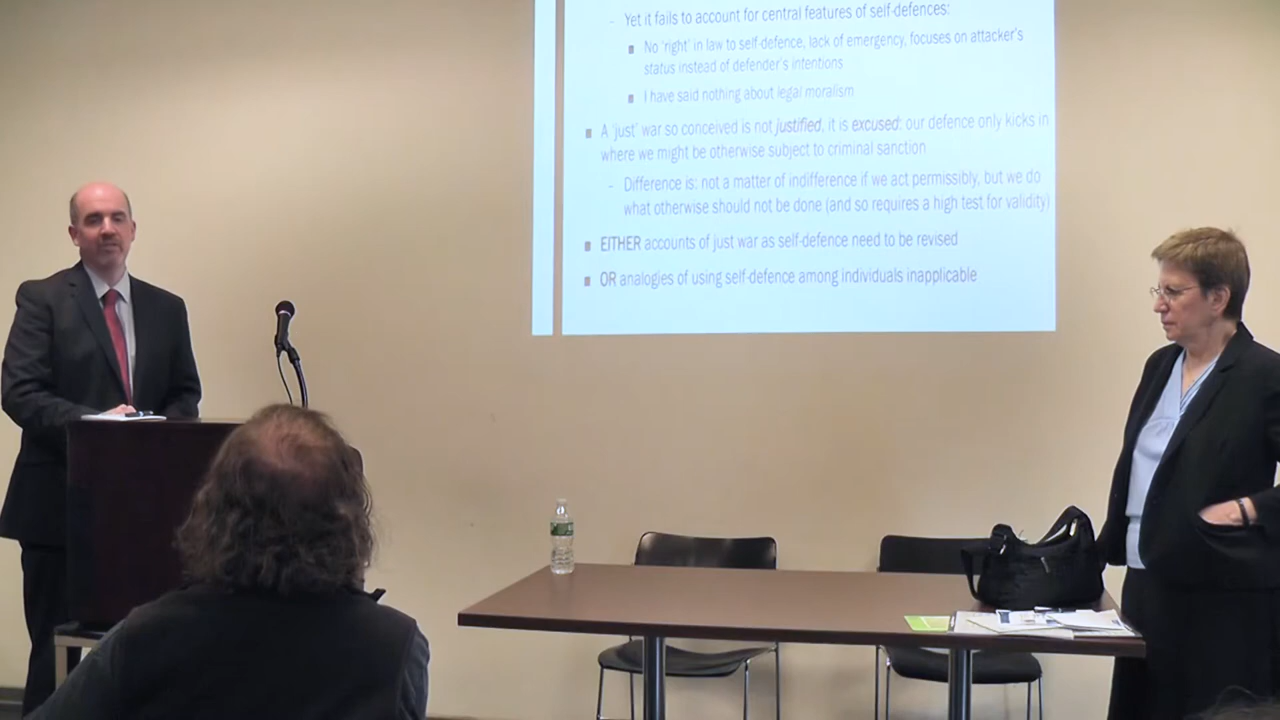 - Yet it fails to account for central features of self-defences:
■ No 'right' in law to self-defence, lack of emergency, focuses on attacker's
status instead of defender's intentions
■ I have said nothing about legal moralism
■ A 'just' war so conceived is not justified, it is excused: our defence only kicks in
where we might be otherwise subject to criminal sanction
- Difference is: not a matter of indifference if we act permissibly, but we do
what otherwise should not be done (and so requires a high test for validity)
■ EITHER accounts of just war as self-defence need to be revised
■ OR analogies of using self-defence among individuals inapplicable